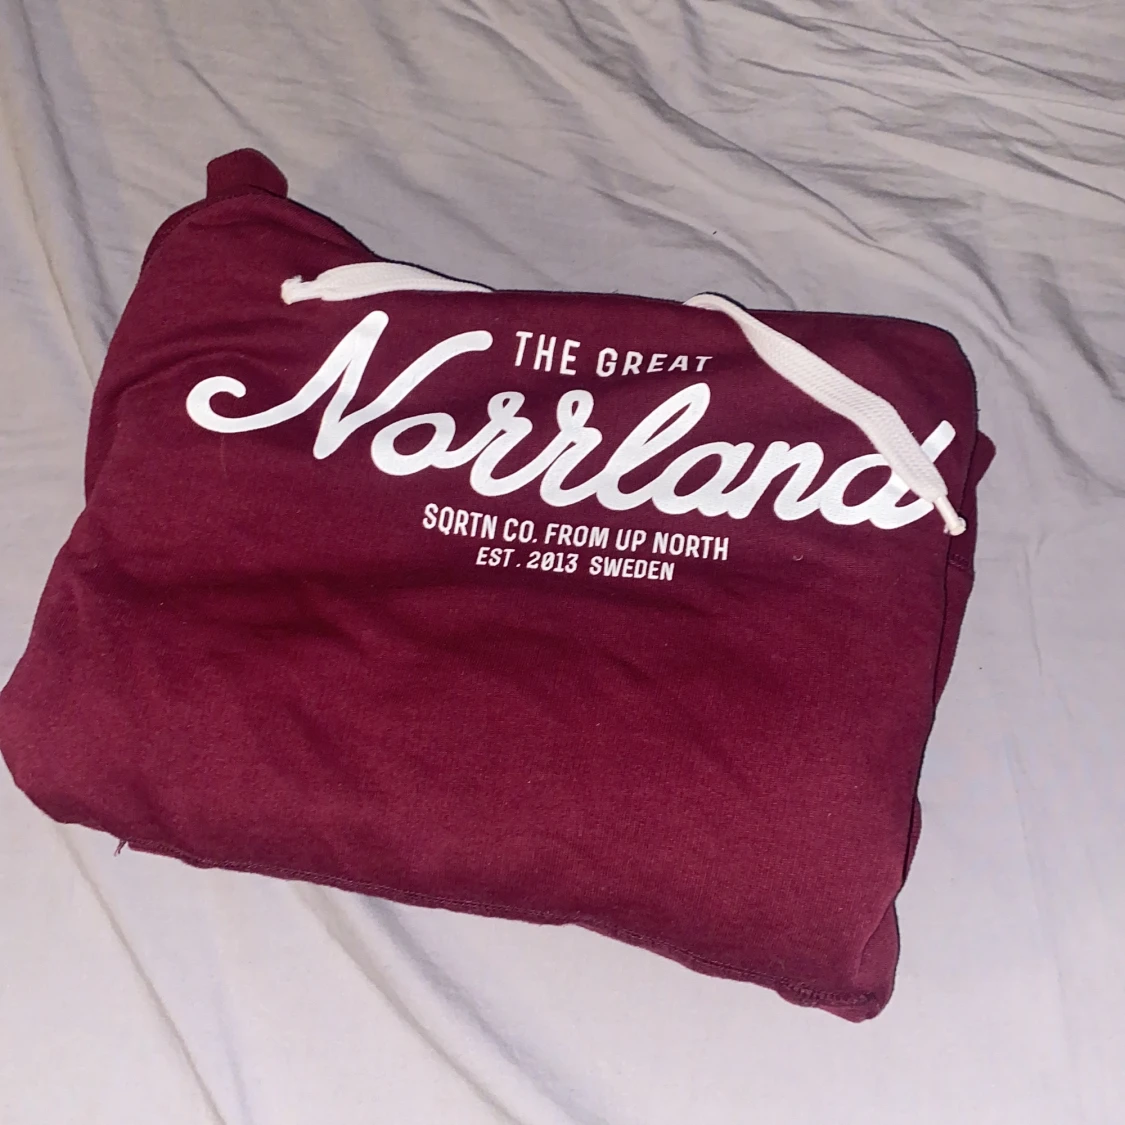 THE GREAT
Norrland
SQRTN CO. FROM UP NORTH
EST. 2013 SWEDEN